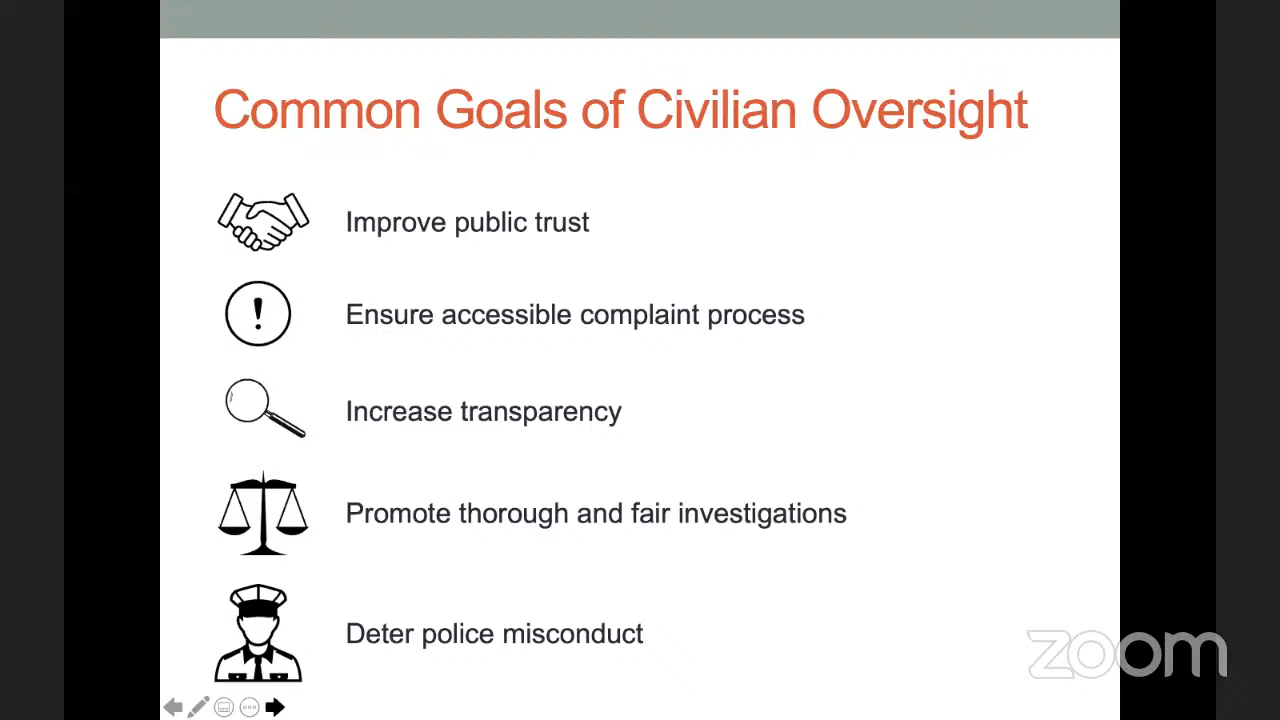 Common Goals of Civilian Oversight
Improve public trust
Ensure accessible complaint process
Increase transparency
Promote thorough and fair investigations
Deter police misconduct
zoom